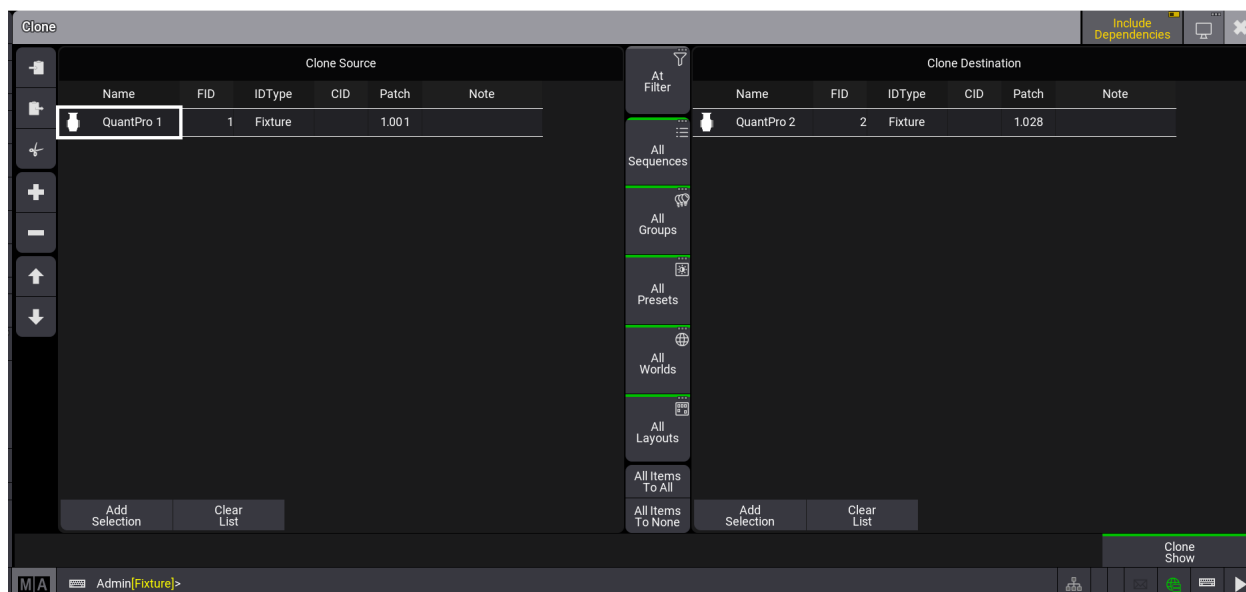 Clone
Include
Dependencies
Clone Source
Name FID IDType CID Patch Note
QuantPro 1 1 Fixture 1.001
At
Filter
All
Sequences
All
Groups
All
Presets
All
Worlds
All
Layouts
All Items
To All
All Items
To None
Clone Destination
Name FID IDType CID Patch Note
QuantPro 2 2 Fixture 1.028
Add
Selection
Clear
List
Add
Selection
Clear
List
Clone
Show
MA Admin[Fixture]>